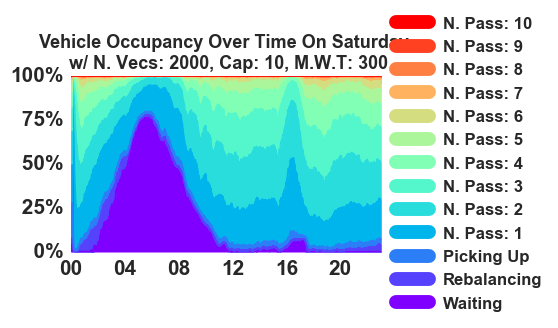 Vehicle Occupancy Over Time On Saturday
w/ N. Vecs: 2000, Cap: 10, M.W.T: 300
100%
75%
50%
25%
0%
00 04 08 12 16 20
N. Pass: 10
N. Pass: 9
N. Pass: 8
N. Pass: 7
N. Pass: 6
N. Pass: 5
N. Pass: 4
N. Pass: 3
N. Pass: 2
N. Pass: 1
Picking Up
Rebalancing
Waiting